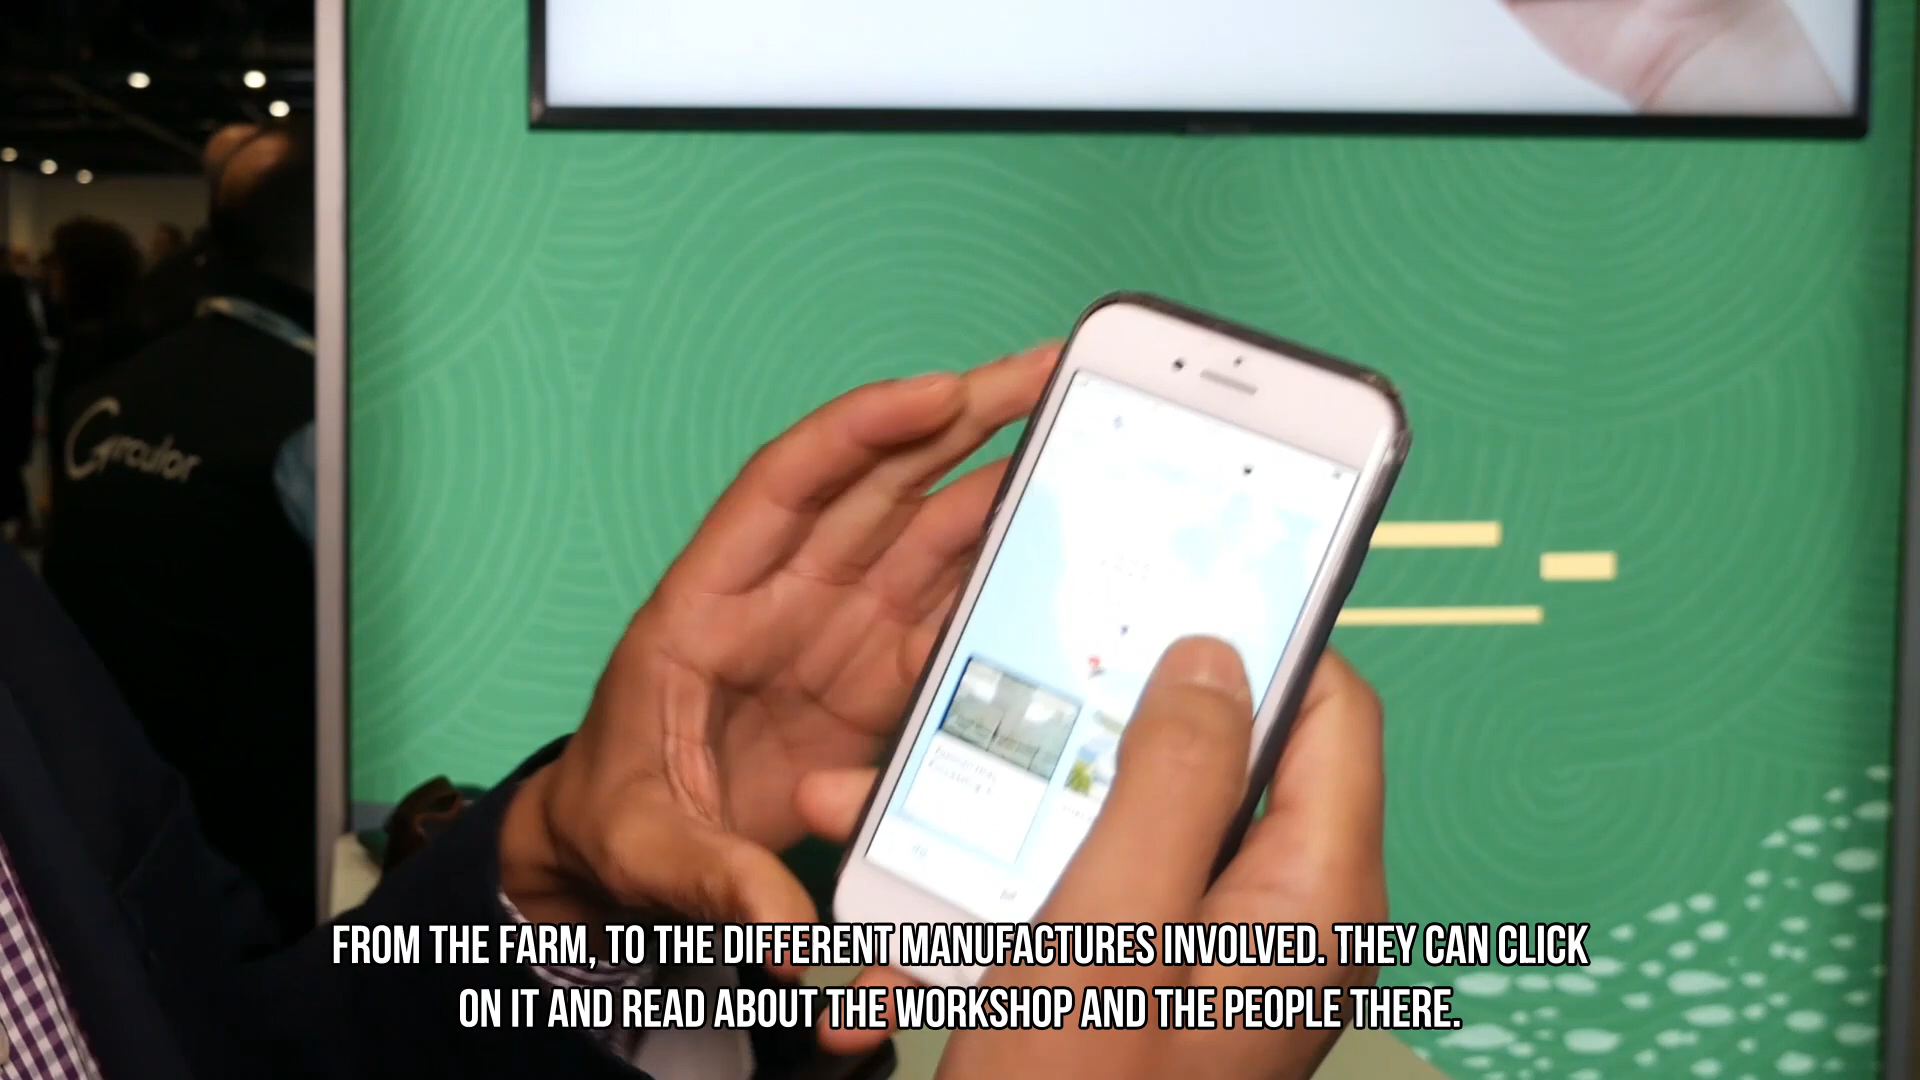 Circulor
FROM THE FARM, TO THE DIFFERENT MANUFACTURES INVOLVED. THEY CAN CLICK
ON IT AND READ ABOUT THE WORKSHOP AND THE PEOPLE THERE.